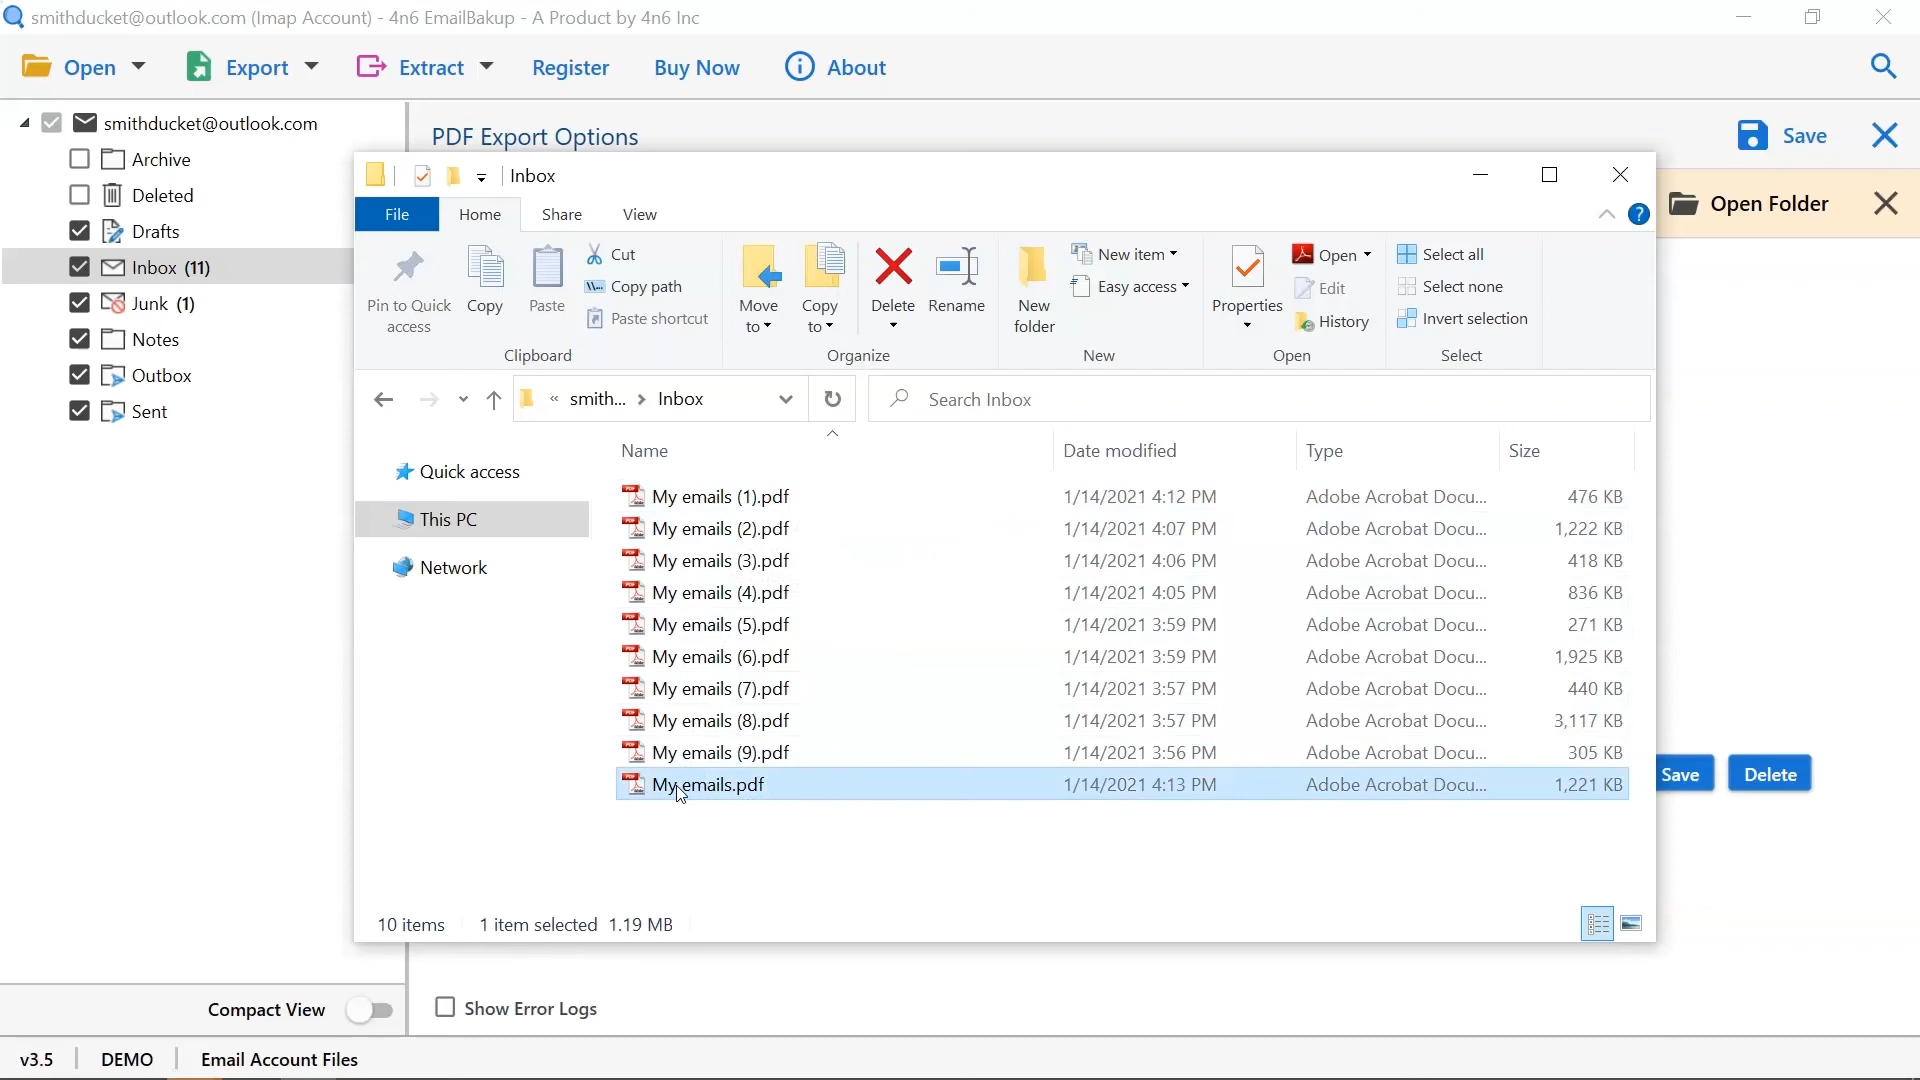 smithducket@outlook.com (Imap Account) - 4n6 EmailBakup - A Product by 4n6 Inc
Open Export Extract Register Buy Now About
smithducket@outlook.com
Archive
Deleted
Drafts
Inbox (11)
Junk (1)
Notes
Outbox
Sent
PDF Export Options
Save
Open Folder
Inbox
File Home Share View
Pin to Quick access
Copy
Paste
Cut
Copy path
Paste shortcut
Clipboard
Move to
Copy to
Delete
Rename
Organize
New folder
New item
Easy access
New
Properties
Open
Edit
History
Open
Select all
Select none
Invert selection
Select
« smith... > Inbox
Search Inbox
Quick access
This PC
Network
Name Date modified Type Size
My emails (1).pdf 1/14/2021 4:12 PM Adobe Acrobat Docu... 476 KB
My emails (2).pdf 1/14/2021 4:07 PM Adobe Acrobat Docu... 1,222 KB
My emails (3).pdf 1/14/2021 4:06 PM Adobe Acrobat Docu... 418 KB
My emails (4).pdf 1/14/2021 4:05 PM Adobe Acrobat Docu... 836 KB
My emails (5).pdf 1/14/2021 3:59 PM Adobe Acrobat Docu... 271 KB
My emails (6).pdf 1/14/2021 3:59 PM Adobe Acrobat Docu... 1,925 KB
My emails (7).pdf 1/14/2021 3:57 PM Adobe Acrobat Docu... 440 KB
My emails (8).pdf 1/14/2021 3:57 PM Adobe Acrobat Docu... 3,117 KB
My emails (9).pdf 1/14/2021 3:56 PM Adobe Acrobat Docu... 305 KB
My emails.pdf 1/14/2021 4:13 PM Adobe Acrobat Docu... 1,221 KB
Save Delete
10 items 1 item selected 1.19 MB
Compact View
Show Error Logs
v3.5 DEMO Email Account Files